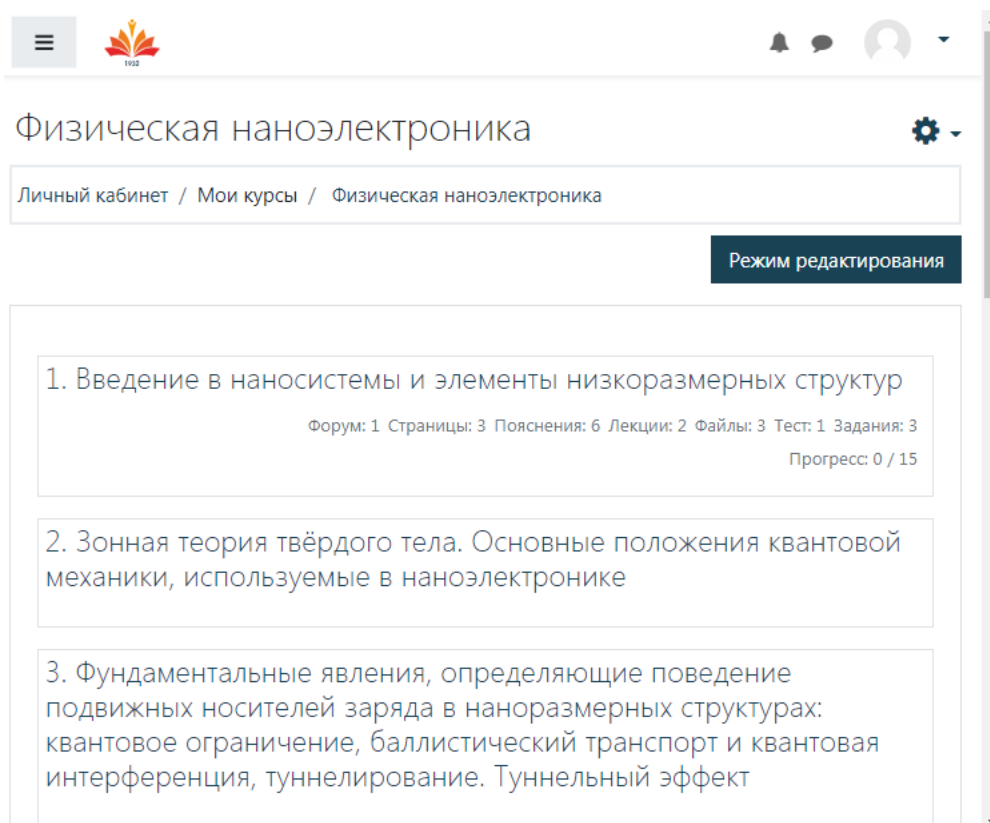 1932
Физическая наноэлектроника
Личный кабинет / Мои курсы / Физическая наноэлектроника
Режим редактирования
1. Введение в наносистемы и элементы низкоразмерных структур
Форум: 1 Страницы: 3 Пояснения: 6 Лекции: 2 Файлы: 3 Тест: 1 Задания: 3
Прогресс: 0 / 15
2. Зонная теория твёрдого тела. Основные положения квантовой
механики, используемые в наноэлектронике
3. Фундаментальные явления, определяющие поведение
подвижных носителей заряда в наноразмерных структурах:
квантовое ограничение, баллистический транспорт и квантовая
интерференция, туннелирование. Туннельный эффект